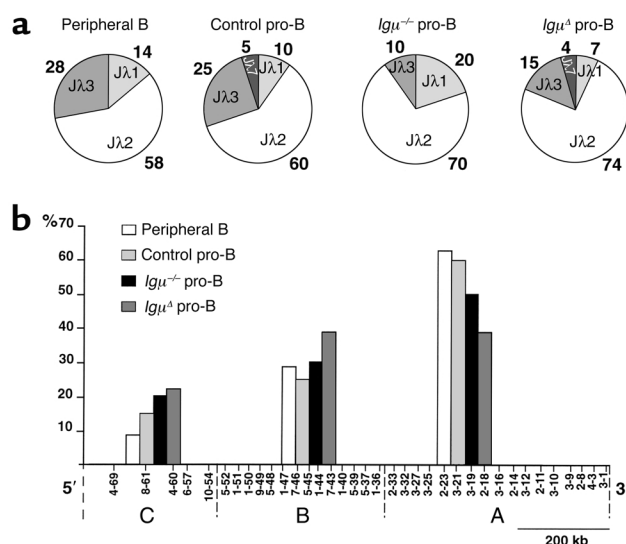 a
Peripheral B
Control pro-B
Igμ−/− pro-B
IgμΔ pro-B
28
14
Jλ3
Jλ1
Jλ2
58
25
5
10
Jλ7
Jλ1
Jλ3
Jλ2
60
10
20
Jλ3
Jλ1
Jλ2
70
15
4
7
Jλ7
Jλ1
Jλ3
Jλ2
74
b
%70
60
50
40
30
20
10
Peripheral B
Control pro-B
Igμ−/− pro-B
IgμΔ pro-B
5′
4-69
8-61
4-60
6-57
10-54
5-52
1-51
1-50
9-49
5-48
1-47
7-46
5-45
1-44
7-43
1-40
5-39
5-37
1-36
2-33
3-32
3-27
3-25
2-23
3-21
3-19
2-18
3-16
2-14
3-12
2-11
3-10
3-9
2-8
4-3
3-1
3
C
B
A
200 kb